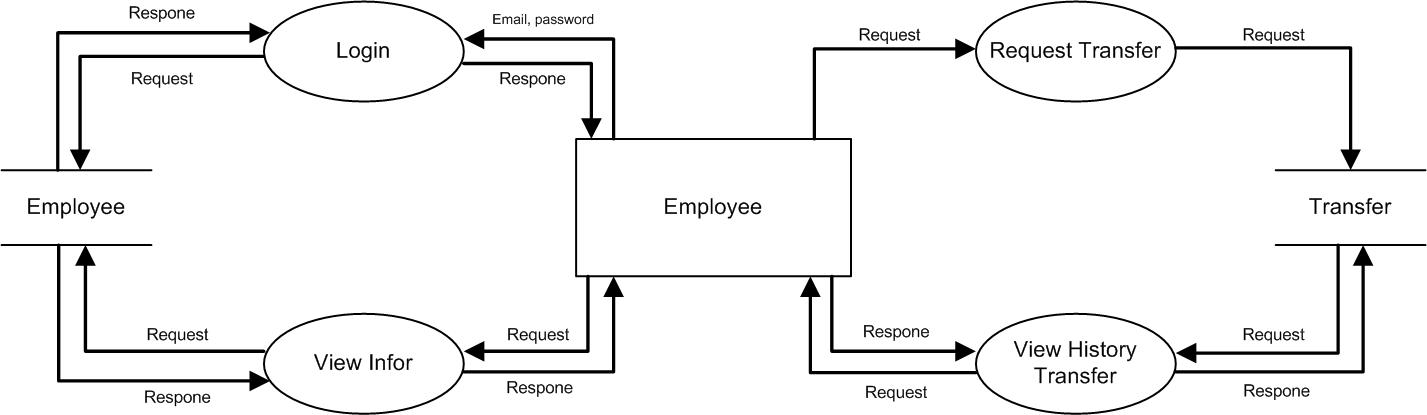 Respone
Email, password
Login
Request
Request Transfer
Request
Request
Respone
Employee
Employee
Transfer
Request
Request
Respone
View Infor
View History
Transfer
Request
Respone
Respone
Request
Respone